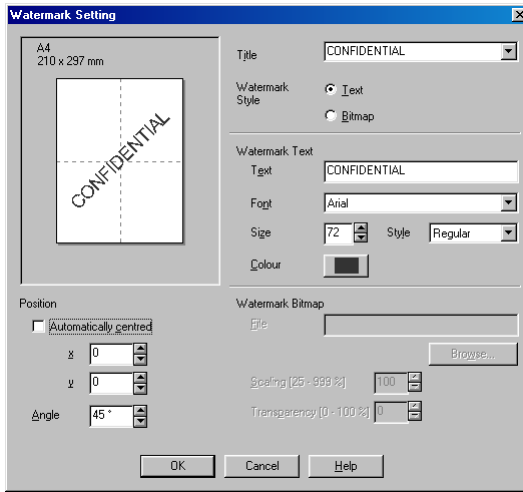 Watermark Setting
A4
210 x 297 mm
CONFIDENTIAL
Title CONFIDENTIAL
Watermark Style
Text
Bitmap
Watermark Text
Text CONFIDENTIAL
Font Arial
Size 72 Style Regular
Colour
Position
Automatically centred
x 0
y 0
Angle 45 °
Watermark Bitmap
File
Browse...
Scaling [25 - 999 %] 100
Transparency [0 - 100 %] 0
OK Cancel Help